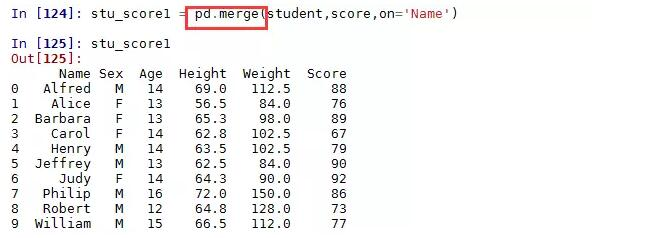 In [124]: stu_score1 = pd.merge(student,score,on='Name')
In [125]: stu_score1
Out[125]:
Name Sex Age Height Weight Score
0 Alfred M 14 69.0 112.5 88
1 Alice F 13 56.5 84.0 76
2 Barbara F 13 65.3 98.0 89
3 Carol F 14 62.8 102.5 67
4 Henry M 14 63.5 102.5 79
5 Jeffrey M 13 62.5 84.0 90
6 Judy F 14 64.3 90.0 92
7 Philip M 16 72.0 150.0 86
8 Robert M 12 64.8 128.0 73
9 William M 15 66.5 112.0 77